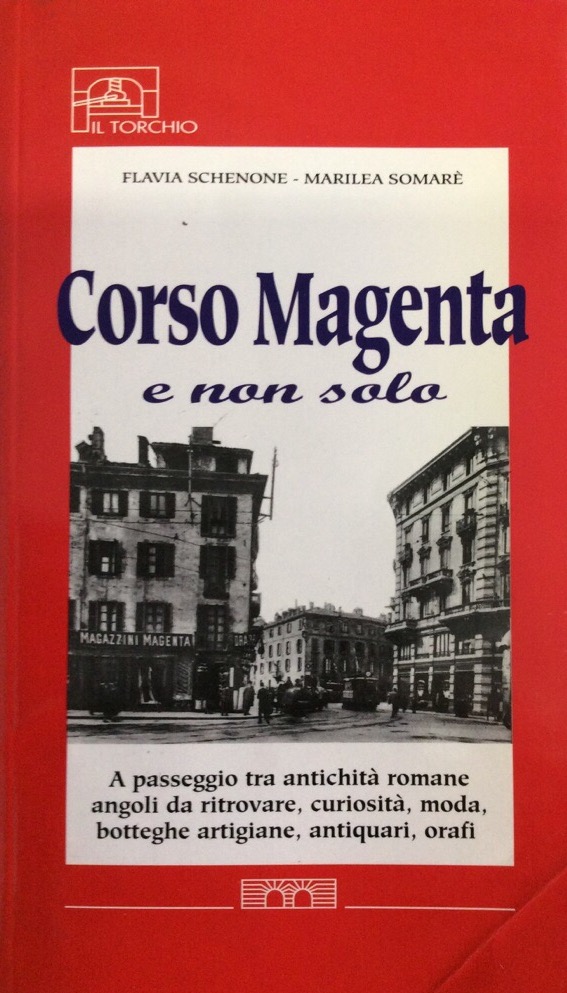 IL TORCHIO
FLAVIA SCHENONE - MARILEA SOMARÈ
Corso Magenta
e non solo
MAGAZZINI MAGENTA
A passeggio tra antichità romane
angoli da ritrovare, curiosità, moda,
botteghe artigiane, antiquari, orafi